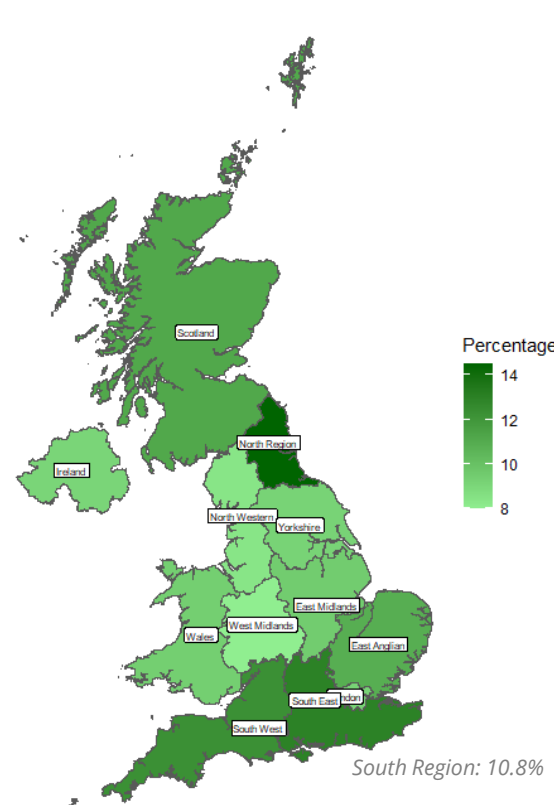 Scotland
Percentage
14
12
10
8
North Region
Ireland
North Western
Yorkshire
East Midlands
West Midlands
Wales
East Anglian
South East
South West
South Region: 10.8%